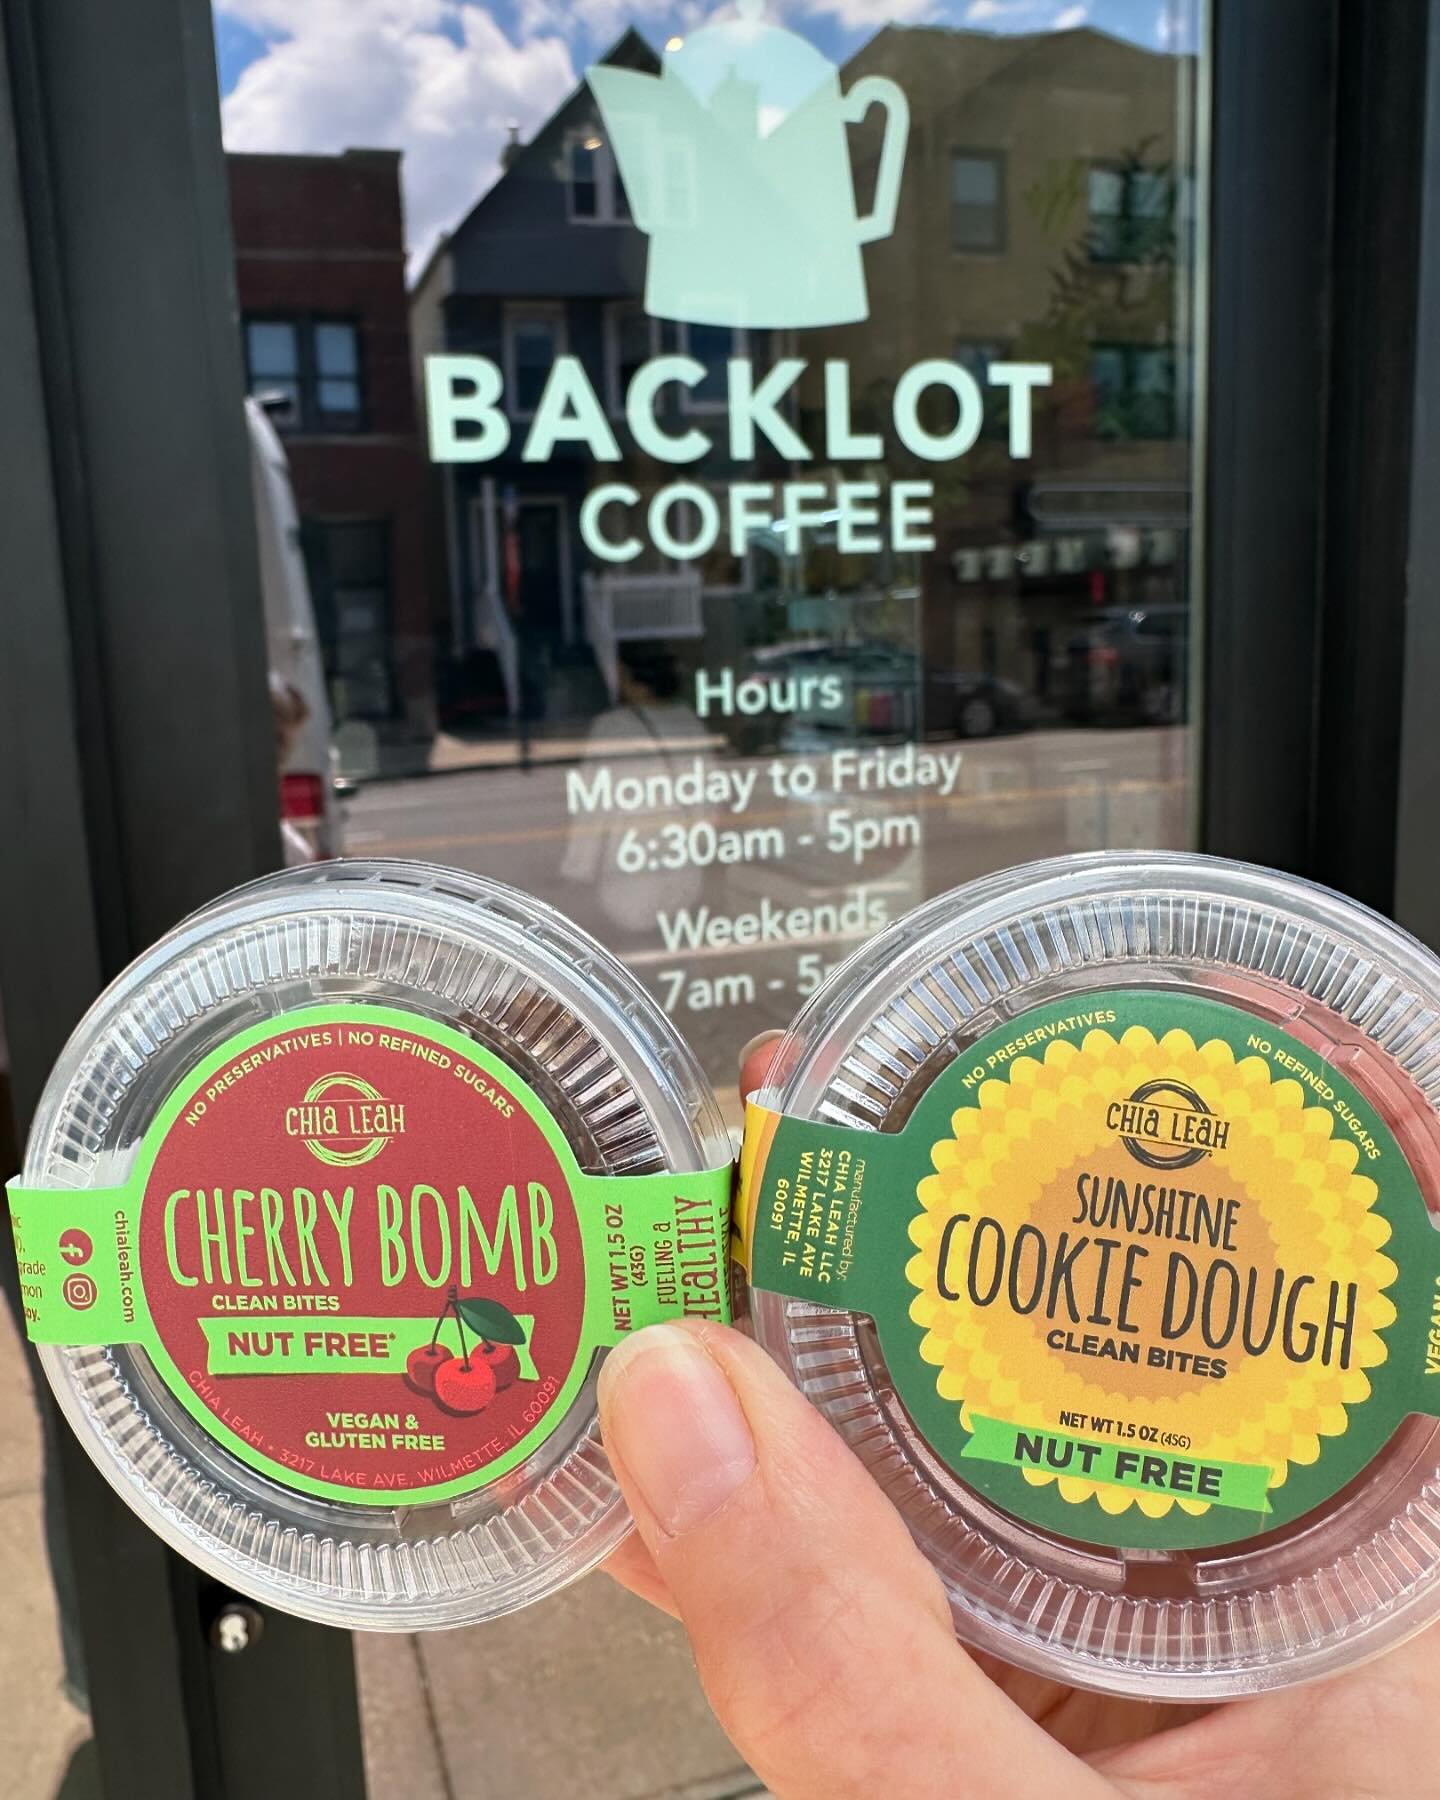 BACKLOT
COFFEE
Hours
Monday to Friday
6:30am - 5pm
Weekends
7am - 5
NO PRESERVATIVES | NO REFINED SUGARS
CHIA LEAH
CHERRY BOMB
CLEAN BITES
NUT FREE*
VEGAN &
GLUTEN FREE
CHIA LEAH • 3217 LAKE AVE, WILMETTE, IL 60091
chialeah.com
NET WT 1.5 OZ
(43G)
FUELING a
HEALTHY
manufactured by:
CHIA LEAH LLC
3217 LAKE AVE
WILMETTE, IL
60091
NO PRESERVATIVES
NO REFINED SUGARS
CHIA LEAH
SUNSHINE
COOKIE DOUGH
CLEAN BITES
NET WT 1.5 OZ (45G)
NUT FREE
VEGAN